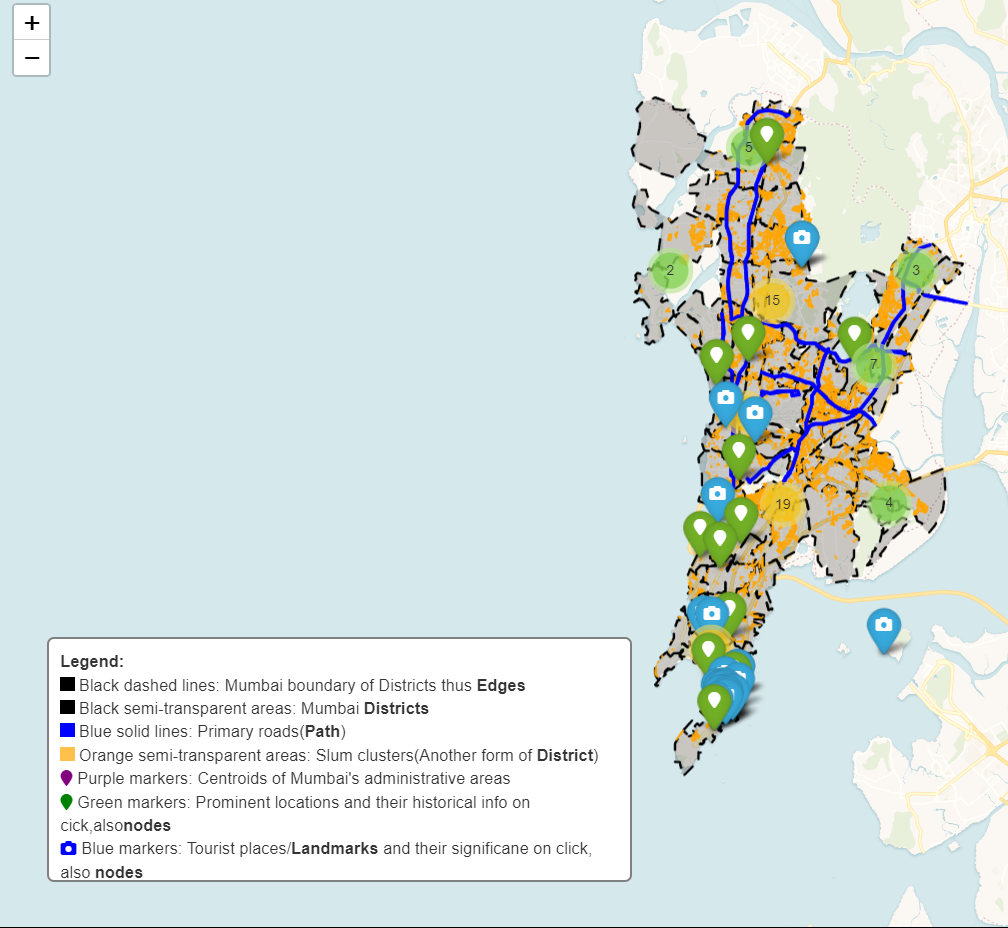 +
−
5
2
3
15
7
19
4
Legend:
Black dashed lines: Mumbai boundary of Districts thus Edges
Black semi-transparent areas: Mumbai Districts
Blue solid lines: Primary roads(Path)
Orange semi-transparent areas: Slum clusters(Another form of District)
Purple markers: Centroids of Mumbai's administrative areas
Green markers: Prominent locations and their historical info on
cick,alsonodes
Blue markers: Tourist places/Landmarks and their significane on click,
also nodes